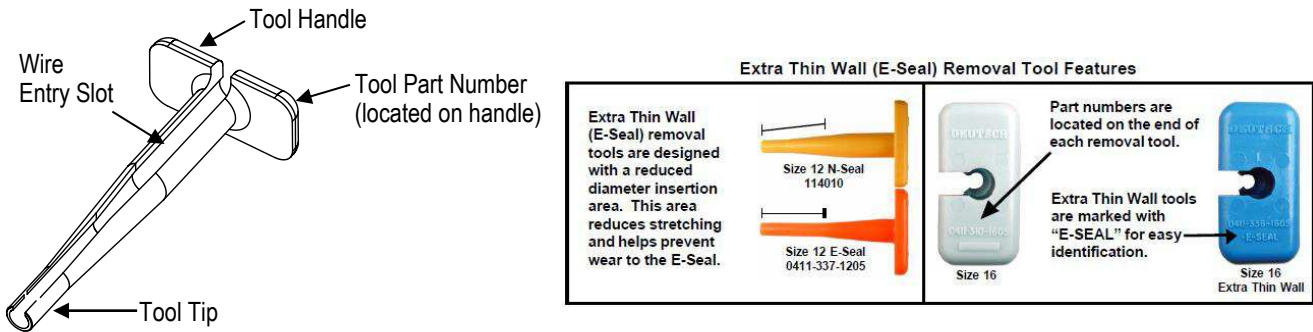 Tool Handle
Wire
Entry Slot
Tool Part Number
(located on handle)
Tool Tip
Extra Thin Wall (E-Seal) Removal Tool Features
Extra Thin Wall
(E-Seal) removal
tools are designed
with a reduced
diameter insertion
area. This area
reduces stretching
and helps prevent
wear to the E-Seal.
Size 12 N-Seal
114010
Size 12 E-Seal
0411-337-1205
DEUTSCH
0411-310-1605
Size 16
Part numbers are
located on the end of
each removal tool.
Extra Thin Wall tools
are marked with
“E-SEAL” for easy
identification.
DEUTSCH
0411-336-1605
-E-SEAL
Size 16
Extra Thin Wall